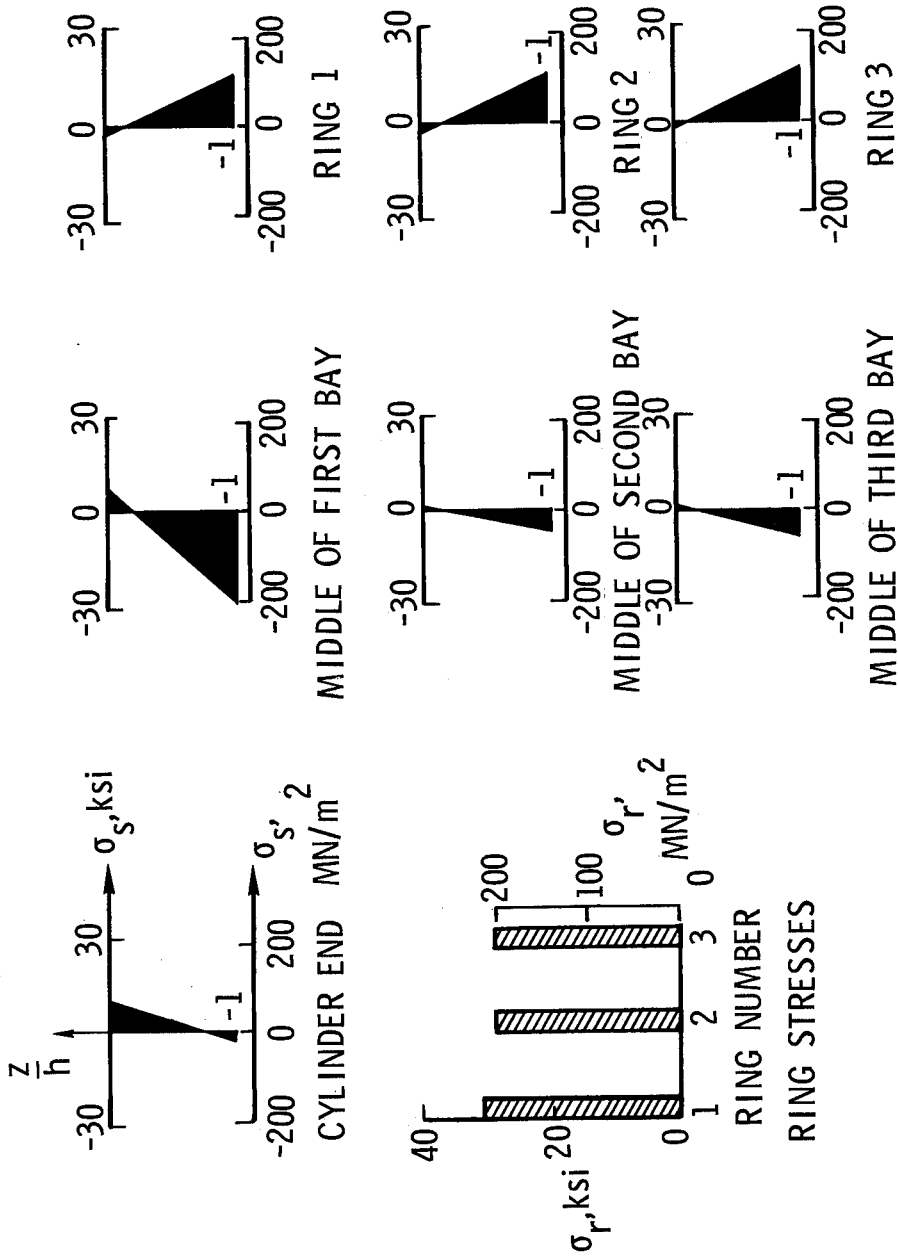 z/h
σs, ksi
-30 30
-1
-200 0 200
σs, MN/m2
CYLINDER END
-30 0 30
-1
-200 0 200
MIDDLE OF FIRST BAY
-30 0 30
-1
-200 0 200
RING 1
-30 0 30
-1
-200 0 200
MIDDLE OF SECOND BAY
-30 0 30
-1
-200 0 200
RING 2
-30 0 30
-1
-200 0 200
MIDDLE OF THIRD BAY
-30 0 30
-1
-200 0 200
RING 3
σr, ksi
40
20
0
200
100
0
σr, MN/m2
1 2 3
RING NUMBER
RING STRESSES